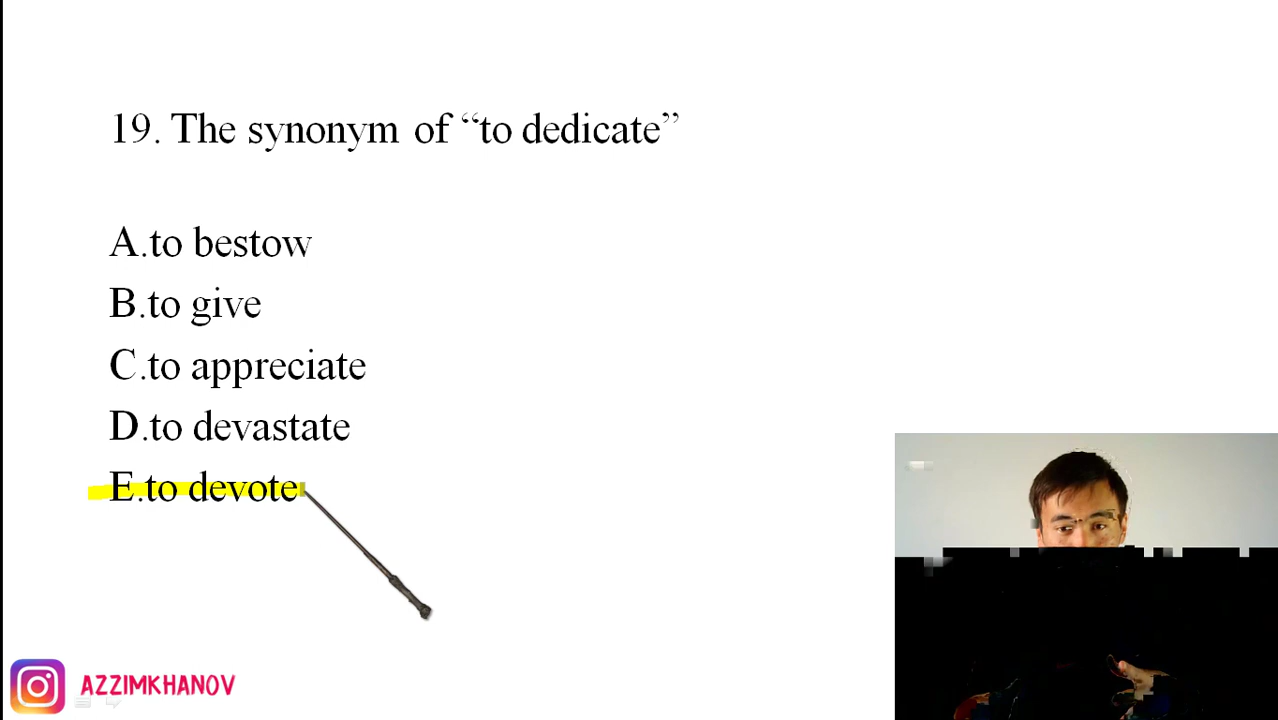 19. The synonym of “to dedicate”
A.to bestow
B.to give
C.to appreciate
D.to devastate
E.to devote
AZZIMKHANOV